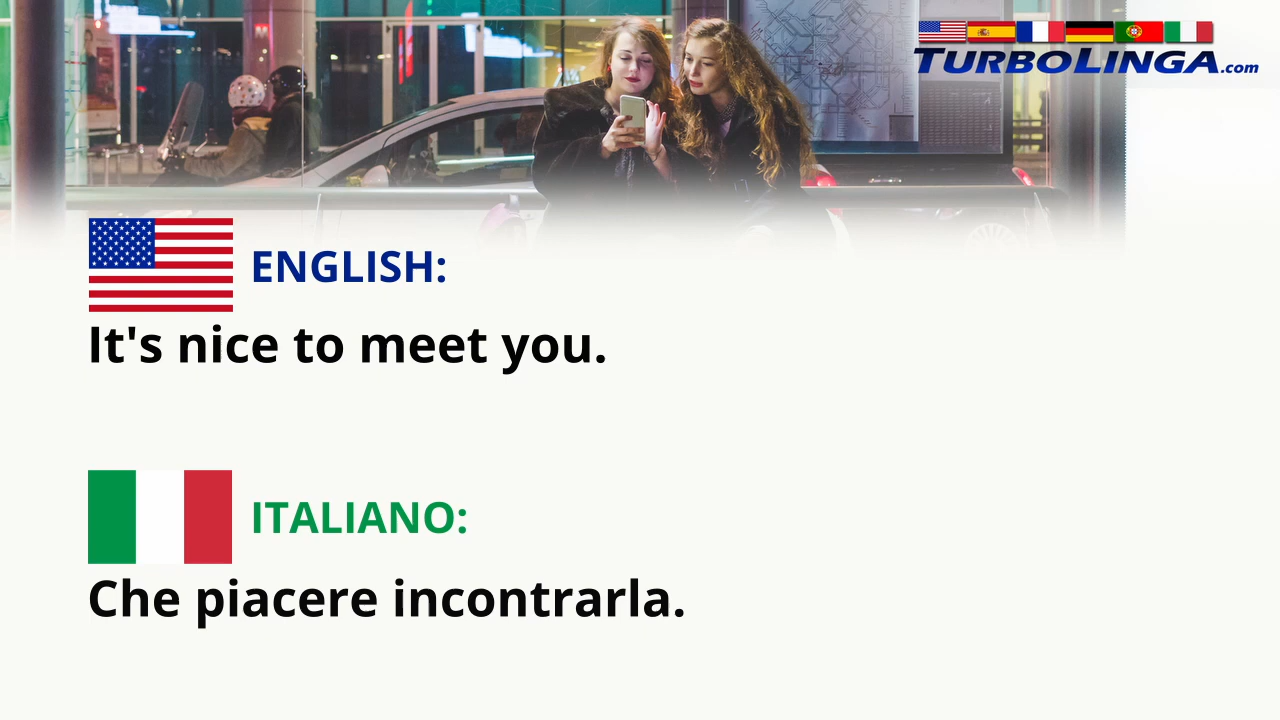 TURBOLINGA.com
ENGLISH:
It's nice to meet you.
ITALIANO:
Che piacere incontrarla.